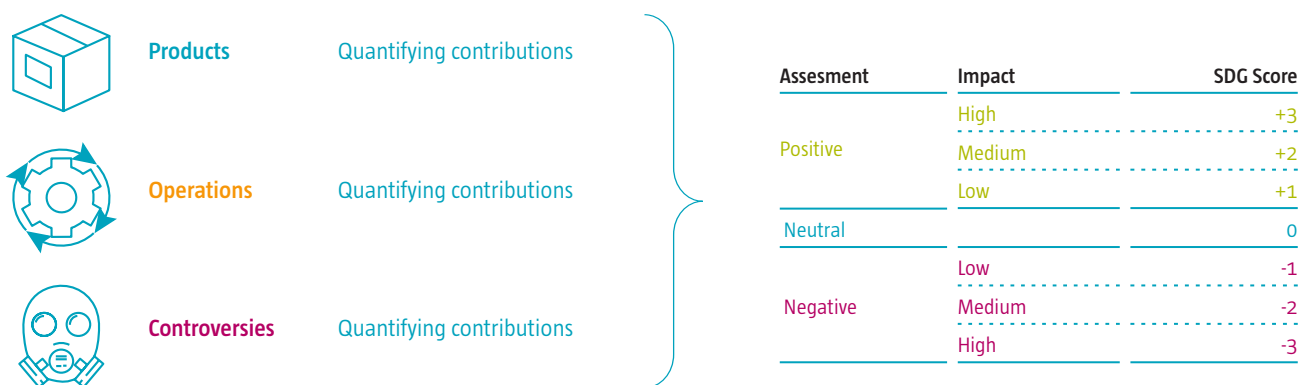 Products Quantifying contributions
Operations Quantifying contributions
Controversies Quantifying contributions
Assesment Impact SDG Score
High +3
Positive Medium +2
Low +1
Neutral 0
Low -1
Negative Medium -2
High -3